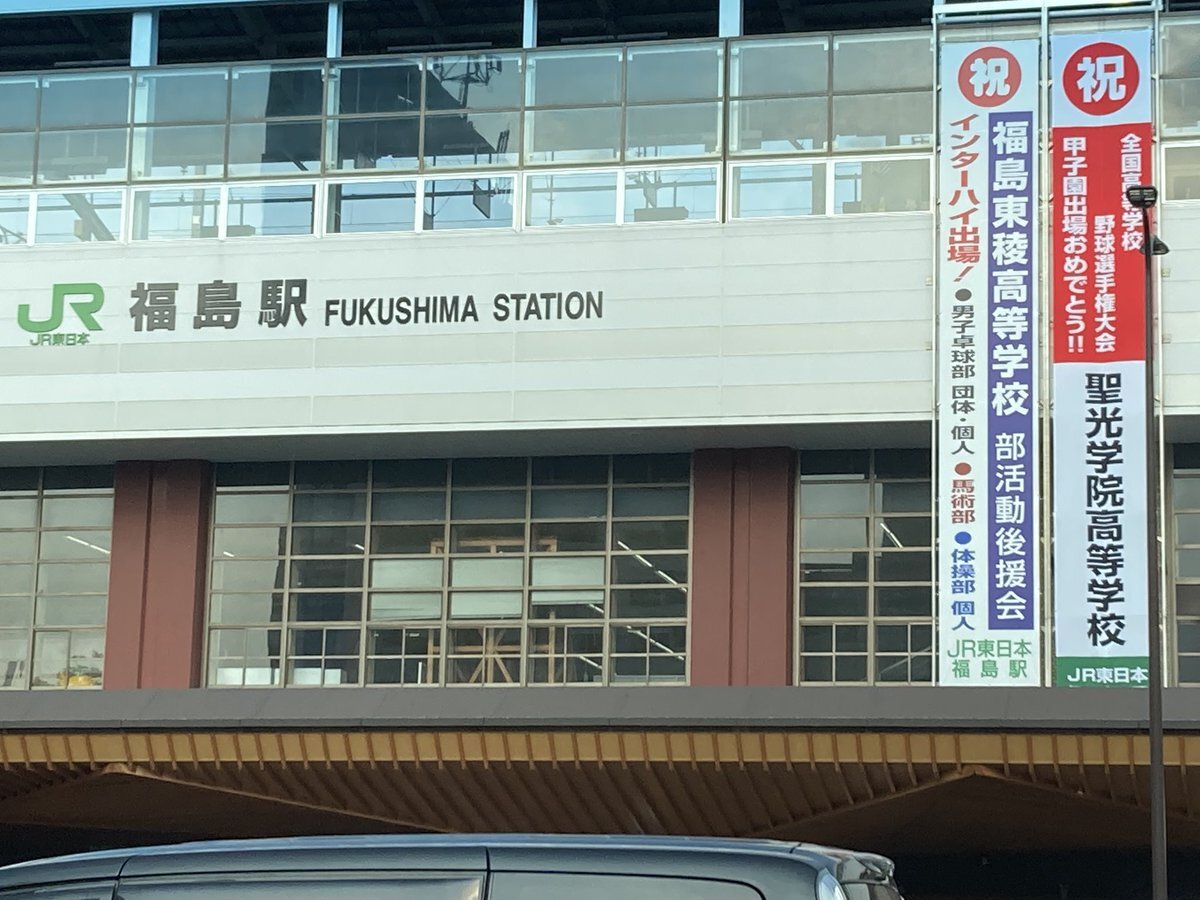 JR
JR東日本
福島駅 FUKUSHIMA STATION
祝
福島東稜高等学校 部活動後援会
インターハイ出場!
●男子卓球部 団体・個人 ●馬術部 ●体操部 個人
JR東日本
福島駅
祝
全国高等学校
野球選手権大会
甲子園出場おめでとう!!
聖光学院高等学校
JR東日本